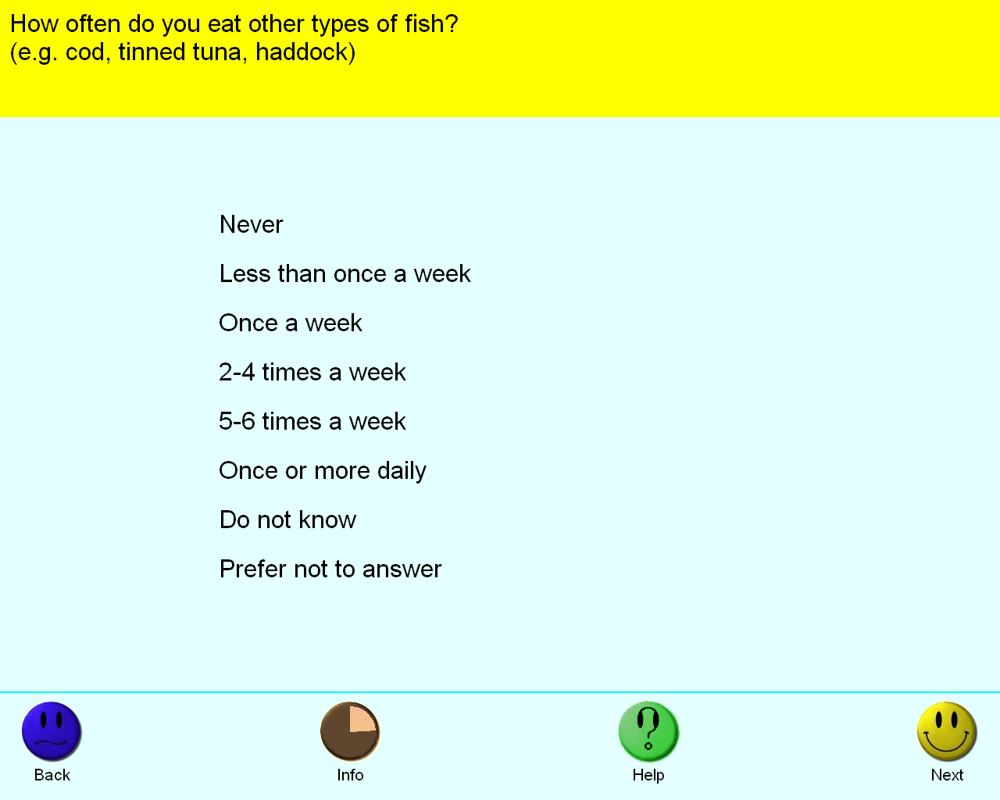 How often do you eat other types of fish?
(e.g. cod, tinned tuna, haddock)
Never
Less than once a week
Once a week
2-4 times a week
5-6 times a week
Once or more daily
Do not know
Prefer not to answer
Back
Info
Help
Next